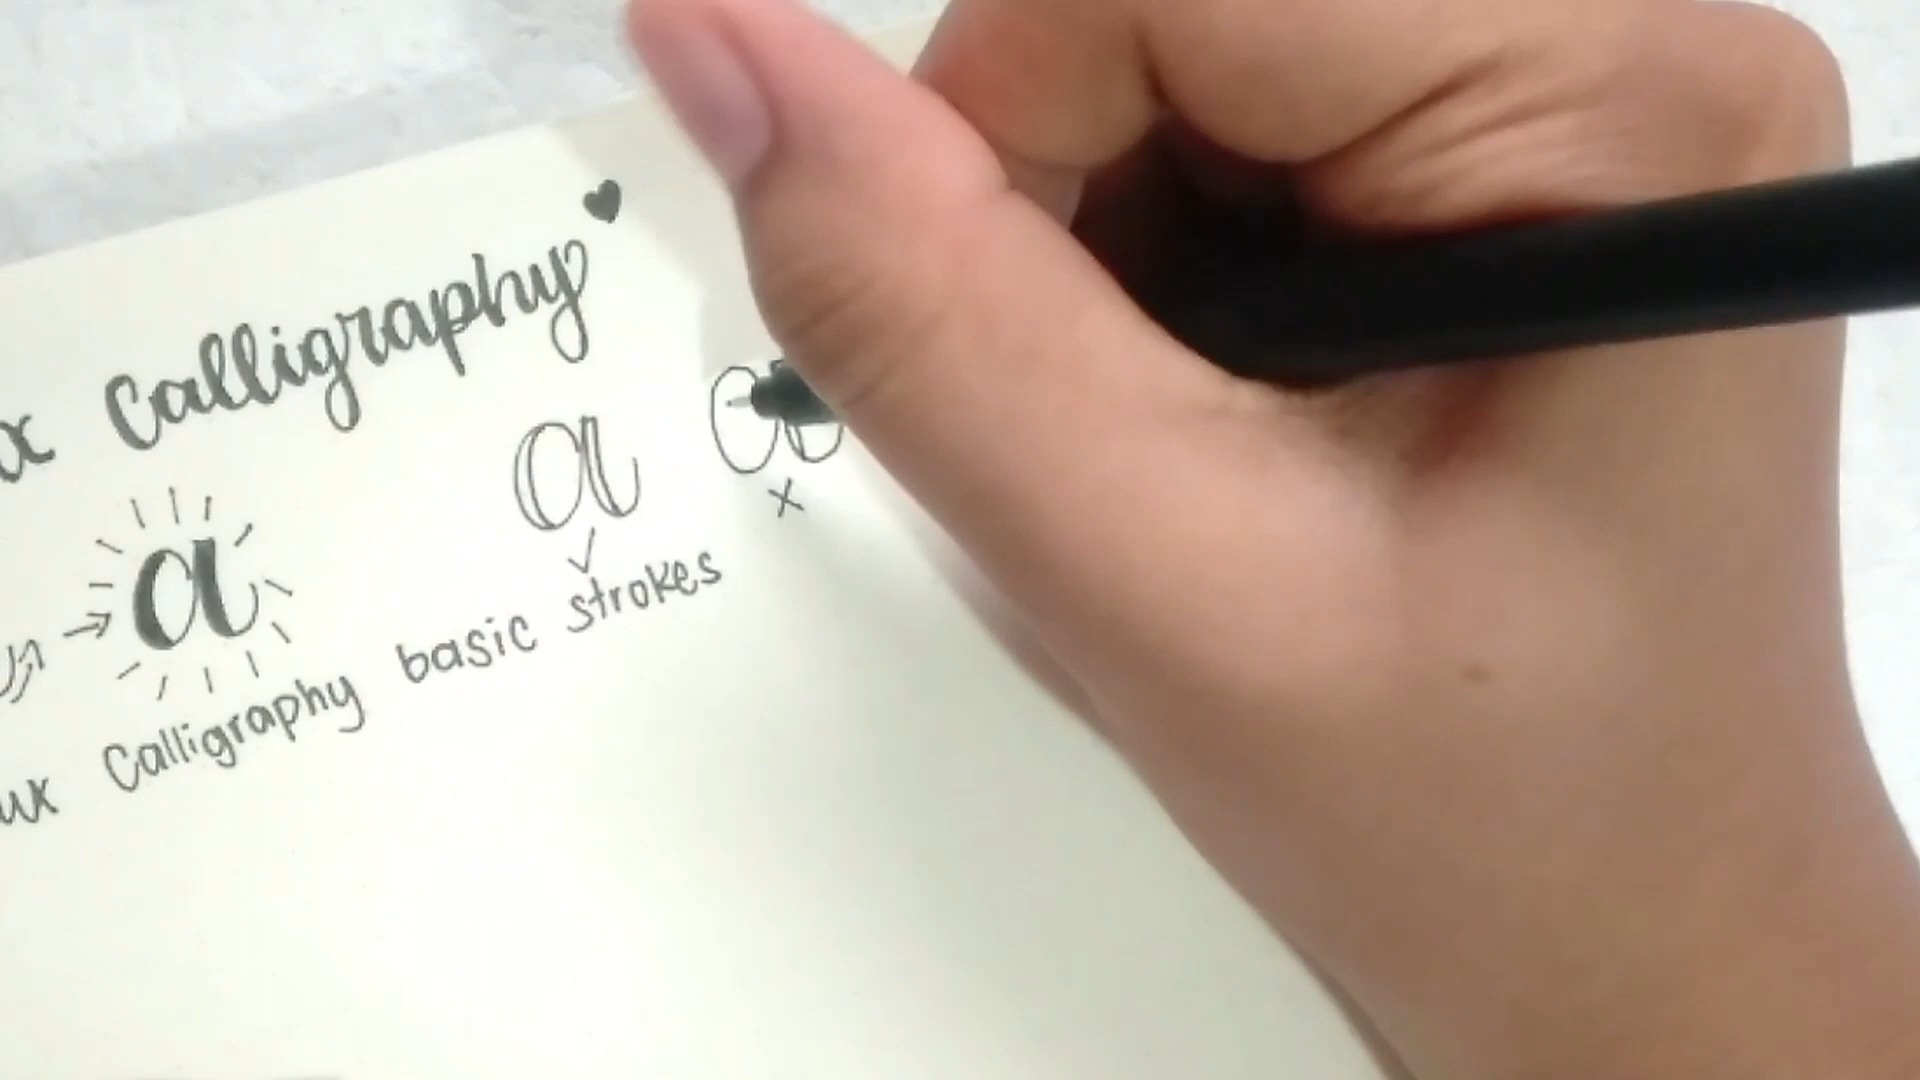 Calligraphy
a a
a
Calligraphy basic strokes